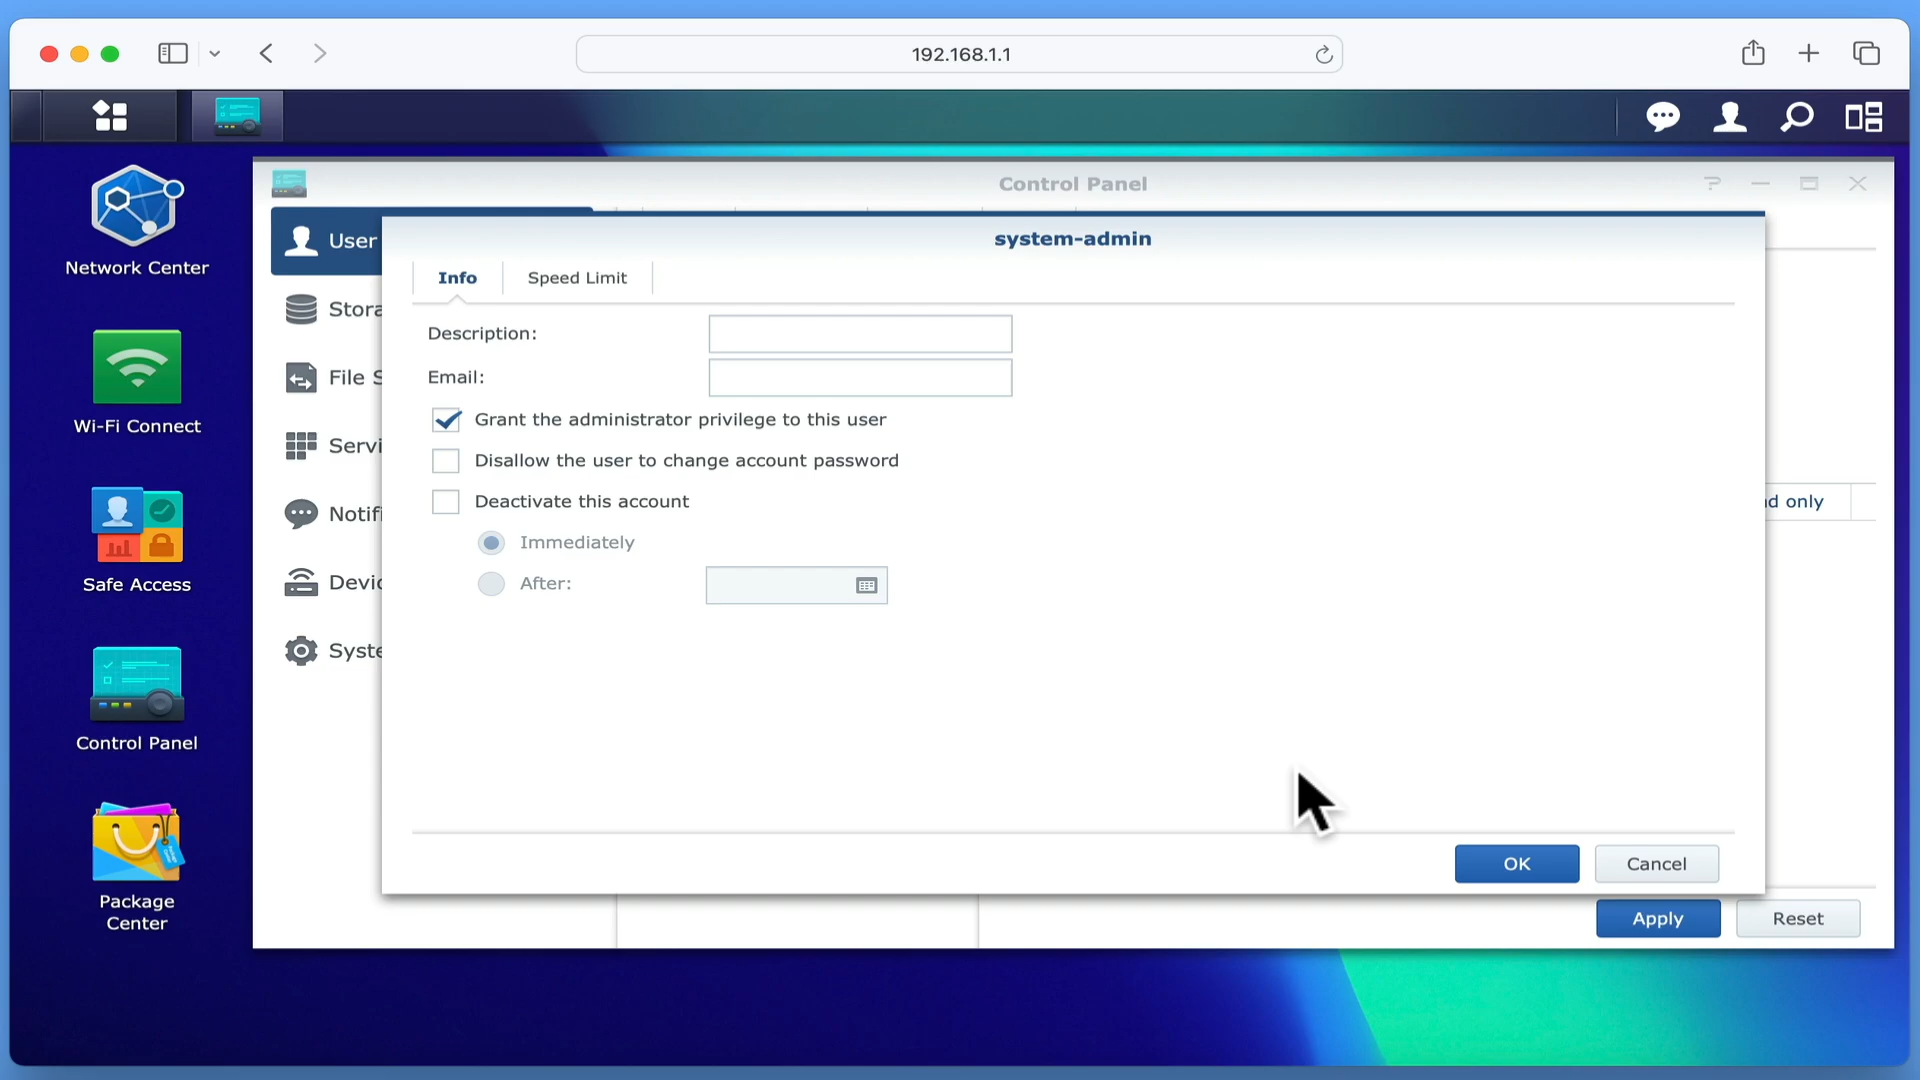 192.168.1.1
Network Center
Wi-Fi Connect
Safe Access
Control Panel
Package
Center
Control Panel
User
system-admin
Info
Speed Limit
Description:
Email:
Grant the administrator privilege to this user
Disallow the user to change account password
Deactivate this account
Immediately
After:
OK
Cancel
Stora
File S
Servi
Notifi
Devic
Syste
d only
Apply
Reset